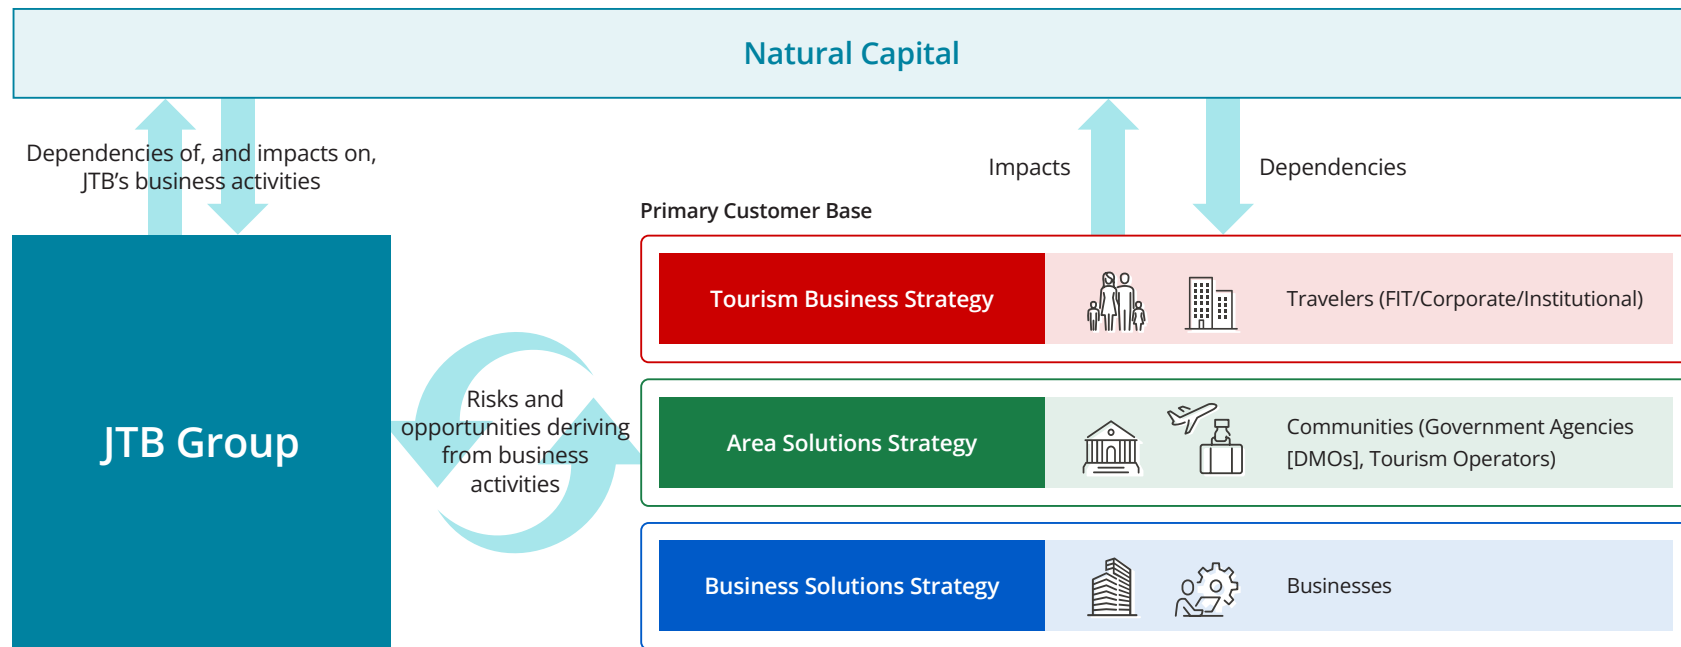 Natural Capital
Dependencies of, and impacts on,
JTB’s business activities
Impacts
Dependencies
Primary Customer Base
JTB Group
Risks and
opportunities deriving
from business
activities
Tourism Business Strategy
Travelers (FIT/Corporate/Institutional)
Area Solutions Strategy
Communities (Government Agencies
[DMOs], Tourism Operators)
Business Solutions Strategy
Businesses